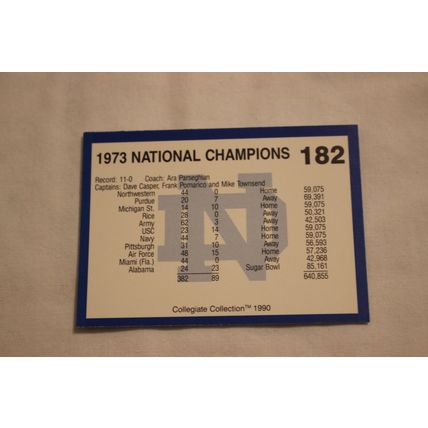 1973 NATIONAL CHAMPIONS 182
Record: 11-0 Coach: Ara Parseghian
Captains: Dave Casper, Frank Pomarico and Mike Townsend
Northwestern 44 0 Home 59,075
Purdue 20 7 Away 69,391
Michigan St. 14 10 Home 59,075
Rice 28 0 Away 50,321
Army 62 3 Away 42,503
USC 23 14 Home 59,075
Navy 44 7 Home 59,075
Pittsburgh 31 10 Away 56,593
Air Force 48 15 Home 57,236
Miami (Fla.) 44 0 Away 42,968
Alabama 24 23 Sugar Bowl 85,161
382 89 640,855
Collegiate Collection™ 1990